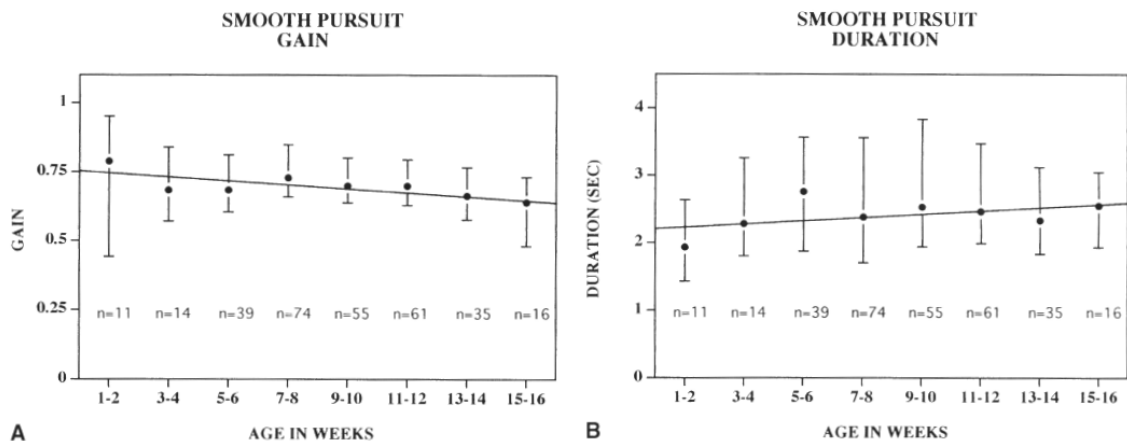 SMOOTH PURSUIT
GAIN
1
0.75
0.5
0.25
0
GAIN
n=11 n=14 n=39 n=74 n=55 n=61 n=35 n=16
1-2 3-4 5-6 7-8 9-10 11-12 13-14 15-16
A
AGE IN WEEKS
SMOOTH PURSUIT
DURATION
4
3
2
1
0
DURATION (SEC)
n=11 n=14 n=39 n=74 n=55 n=61 n=35 n=16
1-2 3-4 5-6 7-8 9-10 11-12 13-14 15-16
B
AGE IN WEEKS